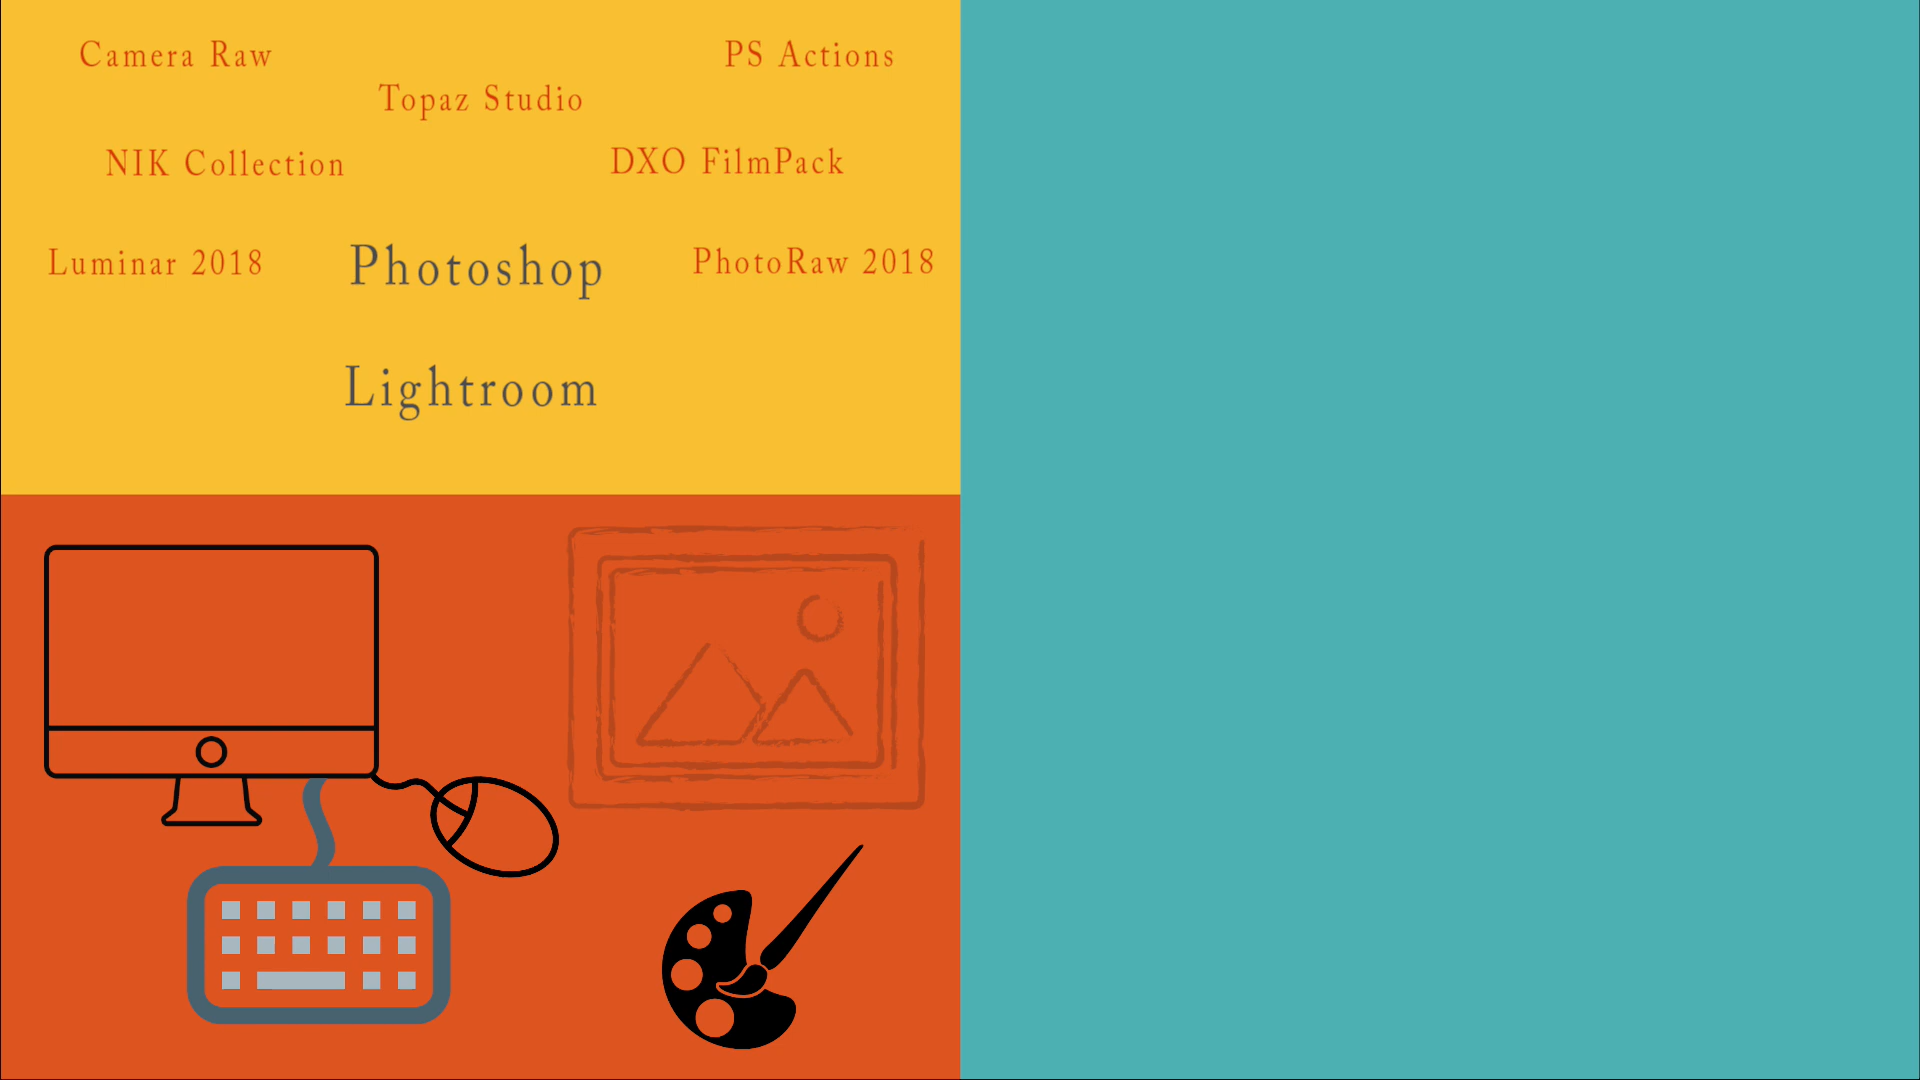 Camera Raw
PS Actions
Topaz Studio
NIK Collection
DXO FilmPack
Luminar 2018
Photoshop
PhotoRaw 2018
Lightroom